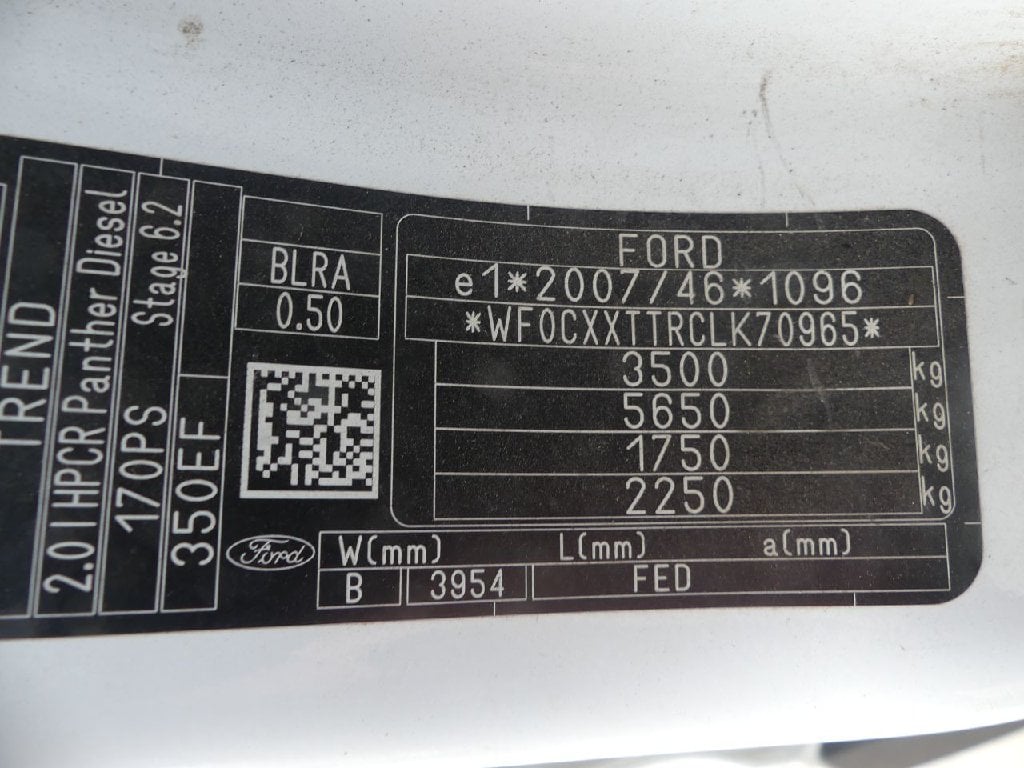 TREND
2.0l HPCR Panther Diesel
170PS Stage 6.2
350EF
BLRA
0.50
Ford
FORD
e1*2007/46*1096
*WF0CXXTTRCLK70965*
3500 kg
5650 kg
1750 kg
2250 kg
W(mm) L(mm) a(mm)
B 3954 FED